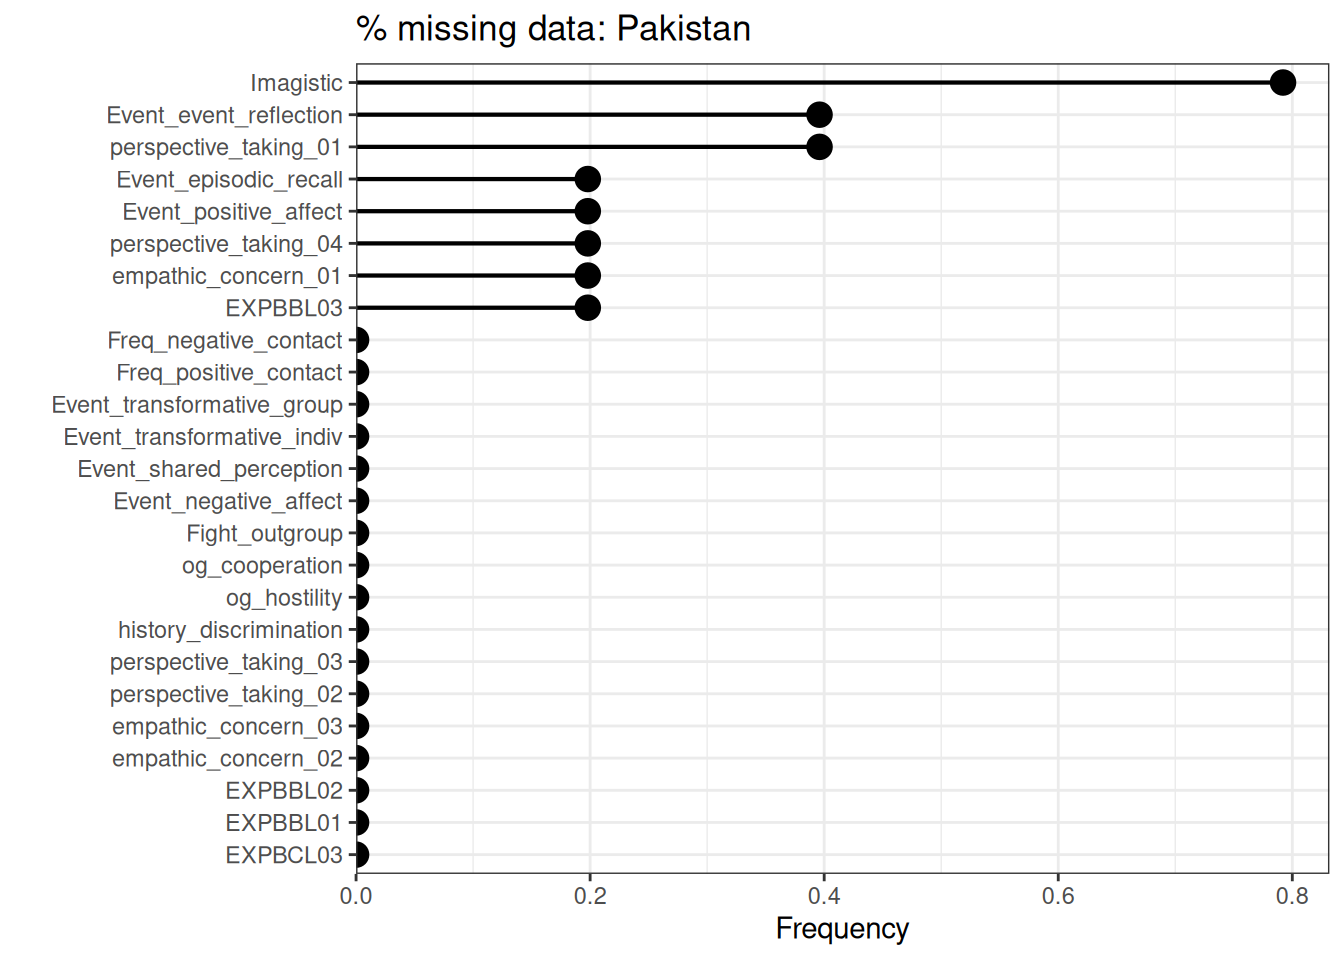 % missing data: Pakistan
Imagistic
Event_event_reflection
perspective_taking_01
Event_episodic_recall
Event_positive_affect
perspective_taking_04
empathic_concern_01
EXPBBL03
Freq_negative_contact
Freq_positive_contact
Event_transformative_group
Event_transformative_indiv
Event_shared_perception
Event_negative_affect
Fight_outgroup
og_cooperation
og_hostility
history_discrimination
perspective_taking_03
perspective_taking_02
empathic_concern_03
empathic_concern_02
EXPBBL02
EXPBBL01
EXPBCL03
0.0 0.2 0.4 0.6 0.8
Frequency